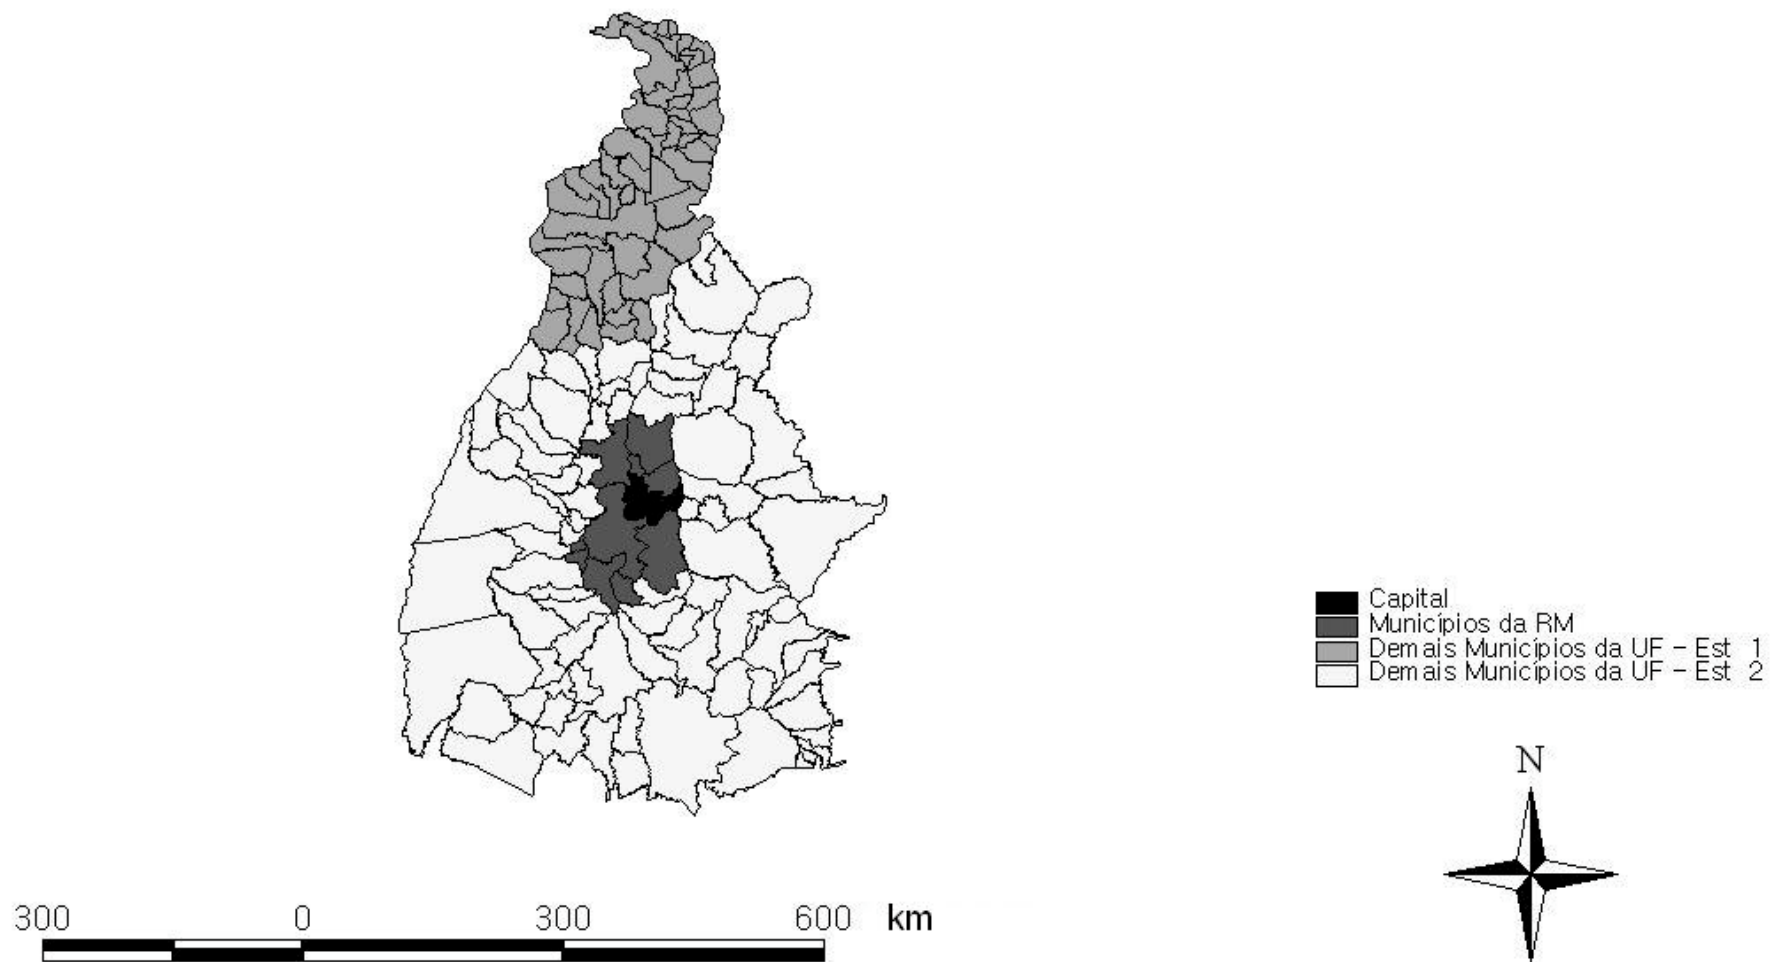 Capital
Municípios da RM
Demais Municípios da UF - Est 1
Demais Municípios da UF - Est 2
N
300 0 300 600 km